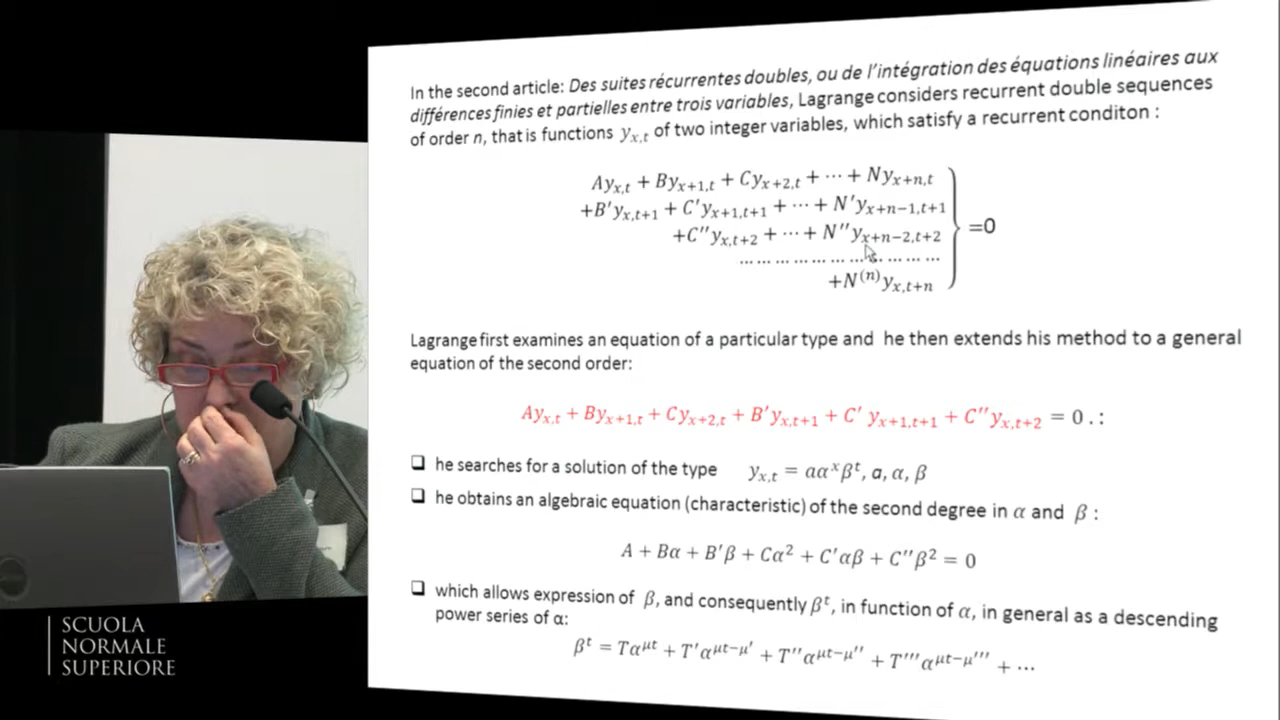 In the second article: Des suites récurrentes doubles, ou de l'intégration des équations linéaires aux
différences finies et partielles entre trois variables, Lagrange considers recurrent double sequences
of order n, that is functions yₓ,ₜ of two integer variables, which satisfy a recurrent conditon :
Ay_{x,t} + By_{x+1,t} + Cy_{x+2,t} + ⋯ + Ny_{x+n,t}
+B′y_{x,t+1} + C′y_{x+1,t+1} + ⋯ + N′y_{x+n−1,t+1}
+C′′y_{x,t+2} + ⋯ + N′′y_{x+n−2,t+2}
=0
… … … … … … … … … …
+N^{(n)}y_{x,t+n}
Lagrange first examines an equation of a particular type and he then extends his method to a general
equation of the second order:
Ay_{x,t} + By_{x+1,t} + Cy_{x+2,t} + B′y_{x,t+1} + C′ y_{x+1,t+1} + C′′y_{x,t+2} = 0 . :
❑ he searches for a solution of the type y_{x,t} = aα^xβ^t, a, α, β
❑ he obtains an algebraic equation (characteristic) of the second degree in α and β :
A + Bα + B′β + Cα² + C′αβ + C′′β² = 0
❑ which allows expression of β, and consequently β^t, in function of α, in general as a descending
power series of α:
β^t = Tα^{μt} + T′α^{μt−μ′} + T′′α^{μt−μ′′} + T′′′α^{μt−μ′′′} + ⋯
SCUOLA
NORMALE
SUPERIORE